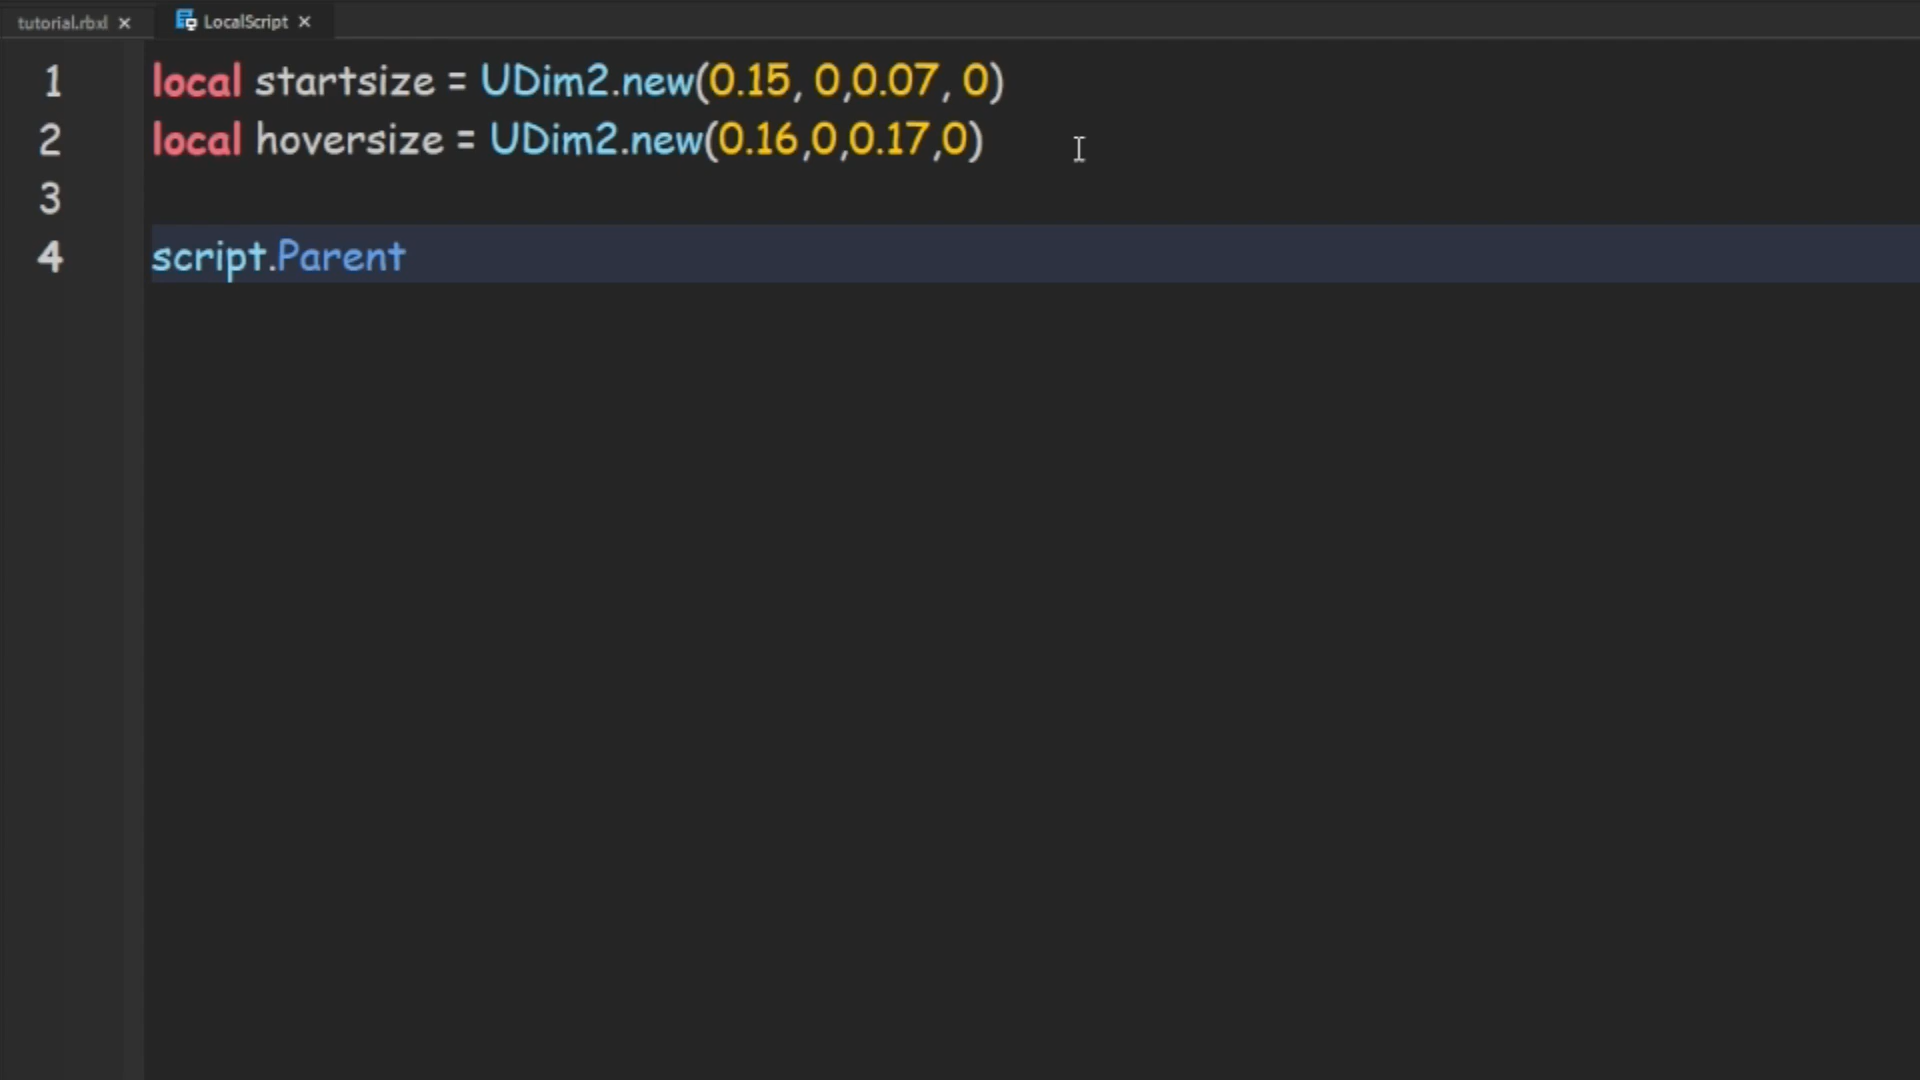 tutorial.rbxl × LocalScript ×
1 local startsize = UDim2.new(0.15, 0,0.07, 0)
2 local hoversize = UDim2.new(0.16,0,0.17,0)
3
4 script.Parent